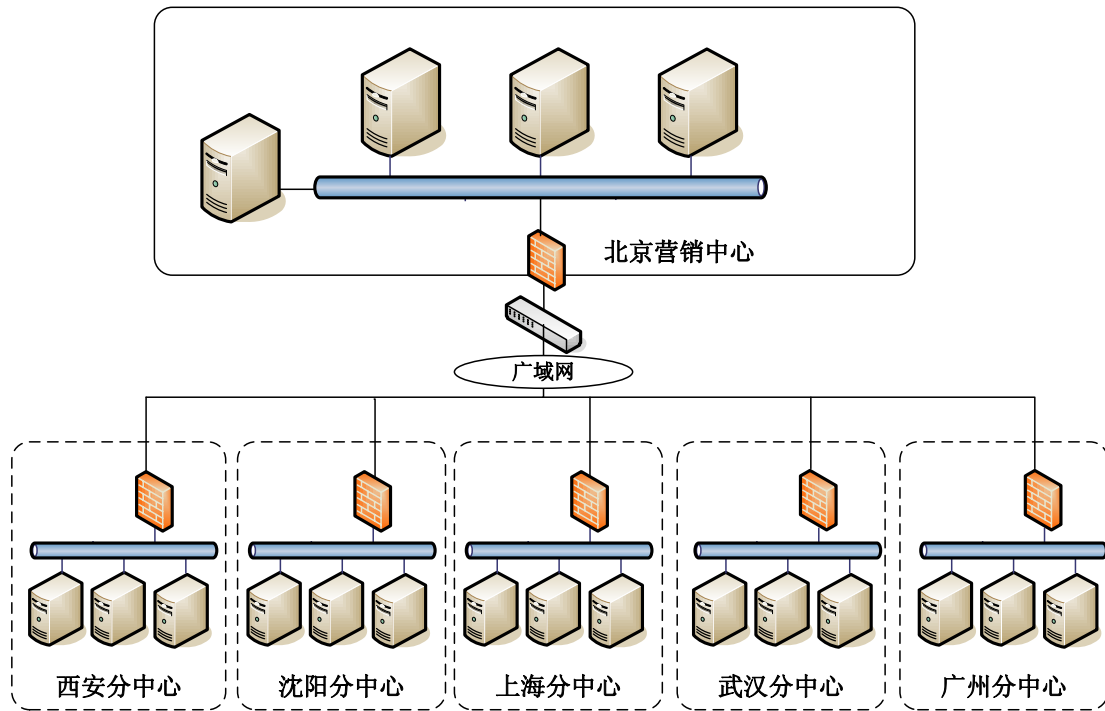 北京营销中心
广域网
西安分中心
沈阳分中心
上海分中心
武汉分中心
广州分中心